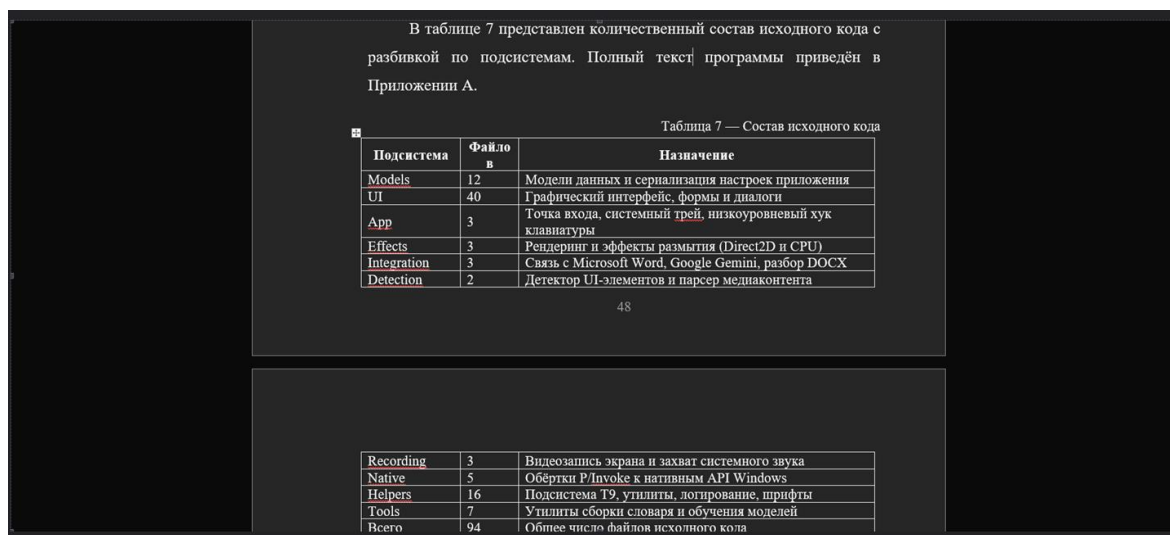 В таблице 7 представлен количественный состав исходного кода с
разбивкой по подсистемам. Полный текст программы приведён в
Приложении А.
Таблица 7 — Состав исходного кода
Подсистема Файлов Назначение
Models 12 Модели данных и сериализация настроек приложения
UI 40 Графический интерфейс, формы и диалоги
App 3 Точка входа, системный трей, низкоуровневый хук
клавиатуры
Effects 3 Рендеринг и эффекты размытия (Direct2D и CPU)
Integration 3 Связь с Microsoft Word, Google Gemini, разбор DOCX
Detection 2 Детектор UI-элементов и парсер медиаконтента
48
Recording 3 Видеозапись экрана и захват системного звука
Native 5 Обёртки P/Invoke к нативным API Windows
Helpers 16 Подсистема T9, утилиты, логирование, шрифты
Tools 7 Утилиты сборки словаря и обучения моделей
Всего 94 Общее число файлов исходного кода